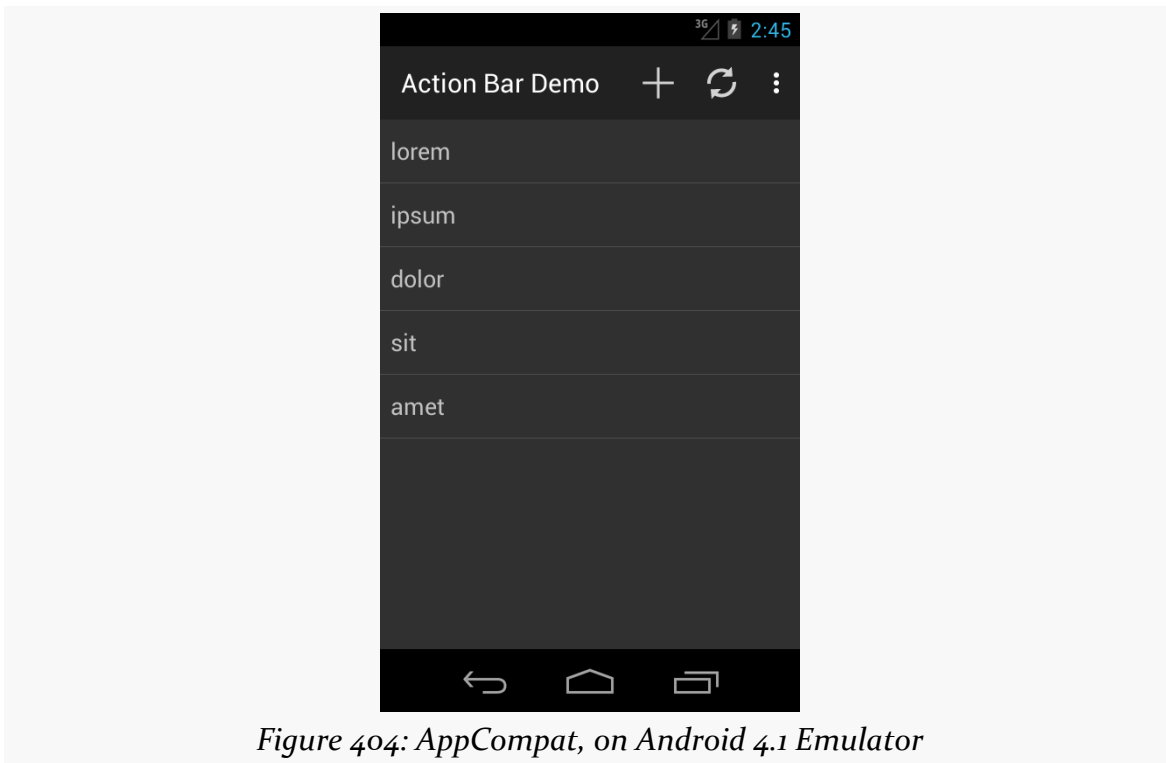 3G 2:45
Action Bar Demo
lorem
ipsum
dolor
sit
amet
Figure 404: AppCompat, on Android 4.1 Emulator